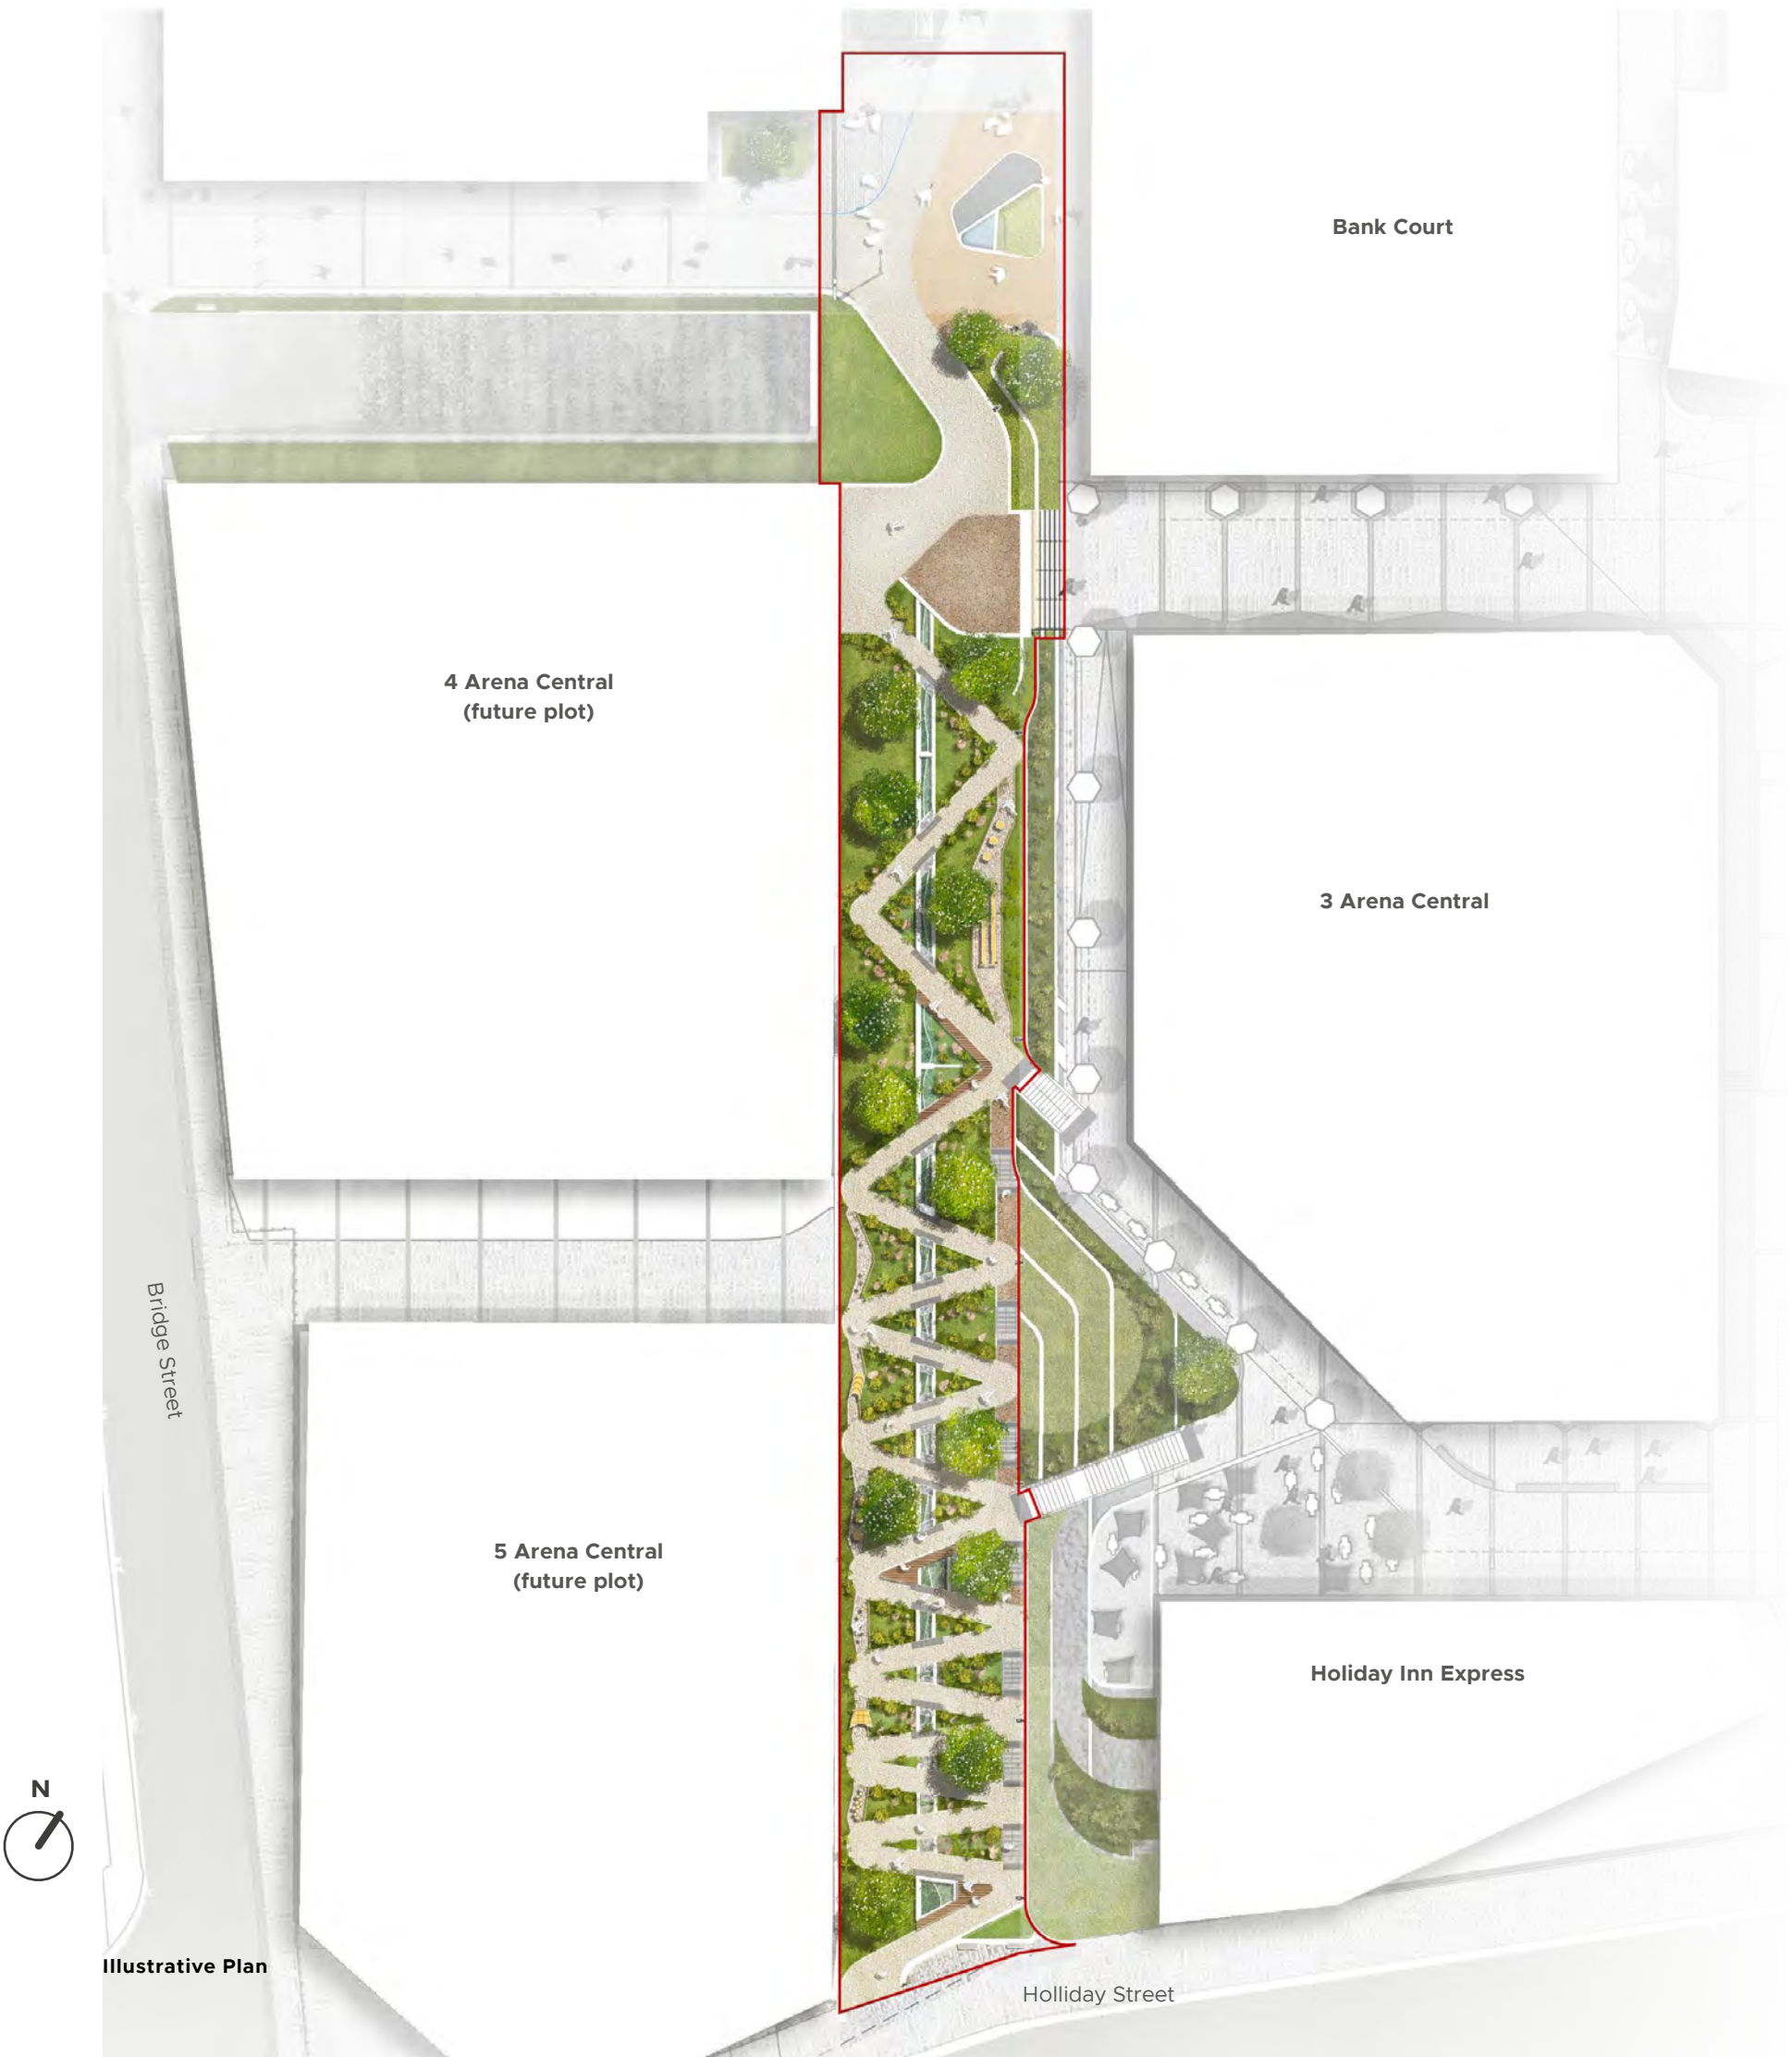 Bank Court
4 Arena Central
(future plot)
3 Arena Central
Bridge Street
5 Arena Central
(future plot)
Holiday Inn Express
N
Illustrative Plan
Holliday Street